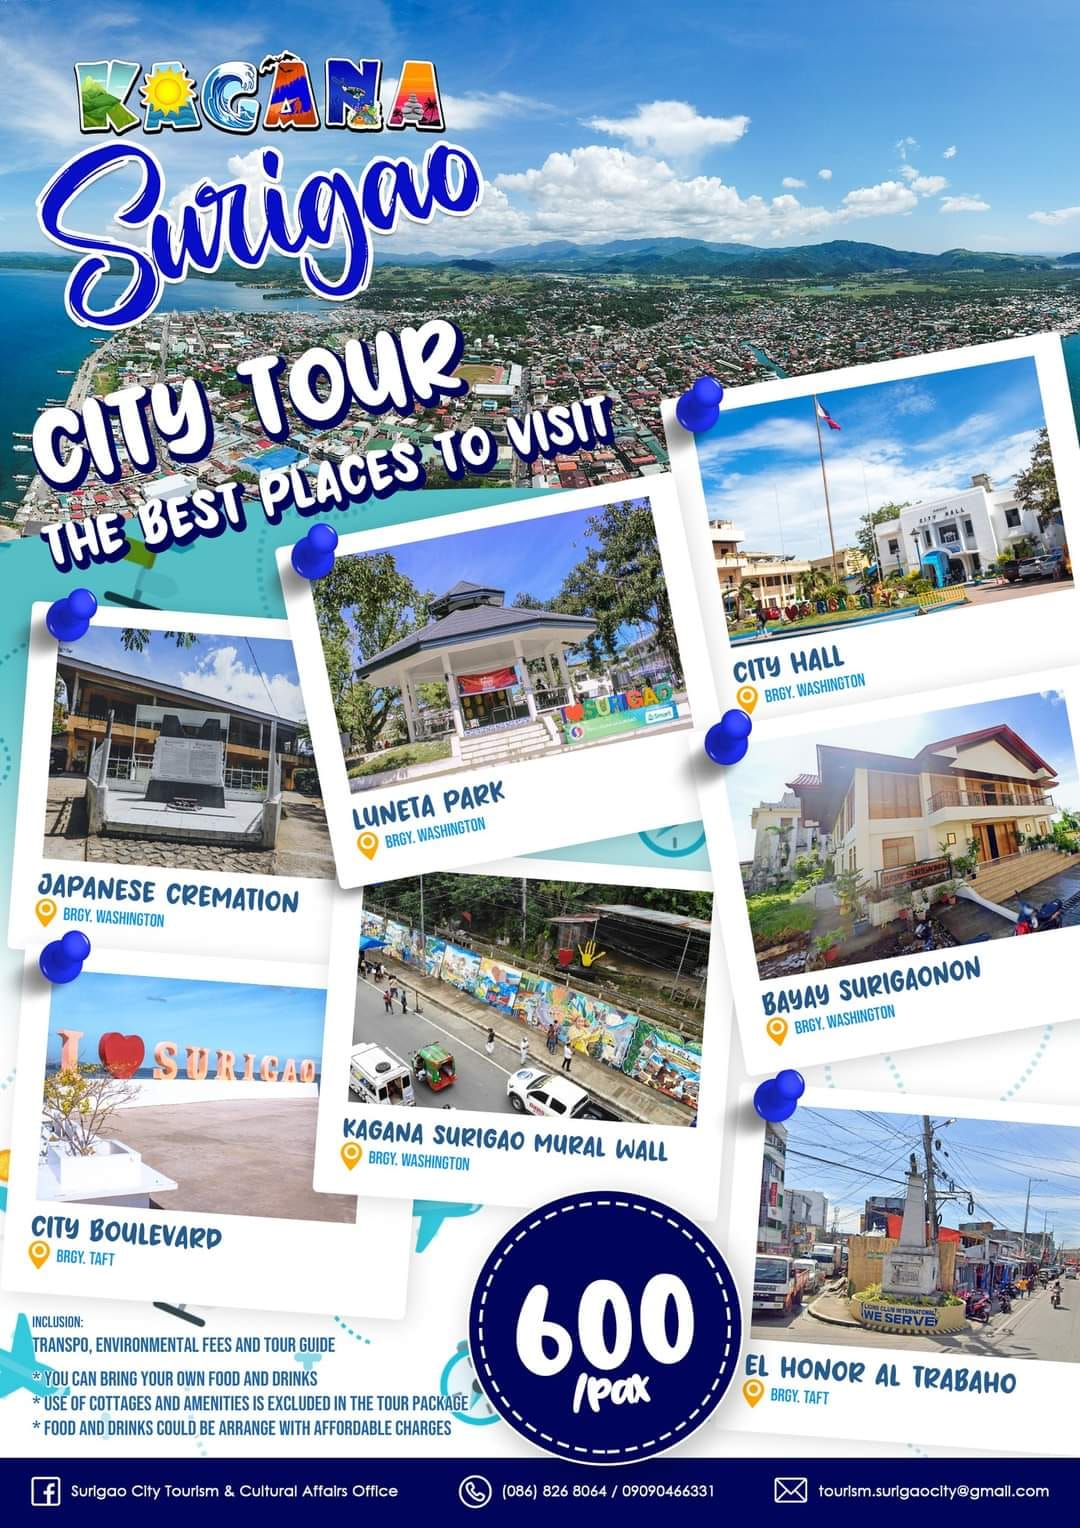 KAGANA
Surigao
CITY TOUR
THE BEST PLACES TO VISIT
CITY HALL
CITY HALL
BRGY. WASHINGTON
I SURIGAO
Smart
LUNETA PARK
BRGY. WASHINGTON
JAPANESE CREMATION
BRGY. WASHINGTON
BAYAY SURIGAONON
BRGY. WASHINGTON
KAGANA SURIGAO MURAL WALL
BRGY. WASHINGTON
I SURIGAO
CITY BOULEVARD
BRGY. TAFT
LIONS CLUB INTERNATIONAL
WE SERVE
EL HONOR AL TRABAHO
BRGY. TAFT
600
/pax
INCLUSION:
TRANSPO, ENVIRONMENTAL FEES AND TOUR GUIDE
* YOU CAN BRING YOUR OWN FOOD AND DRINKS
* USE OF COTTAGES AND AMENITIES IS EXCLUDED IN THE TOUR PACKAGE
* FOOD AND DRINKS COULD BE ARRANGE WITH AFFORDABLE CHARGES
Surigao City Tourism & Cultural Affairs Office
(086) 826 8064 / 09090466331
tourism.surigaocity@gmail.com